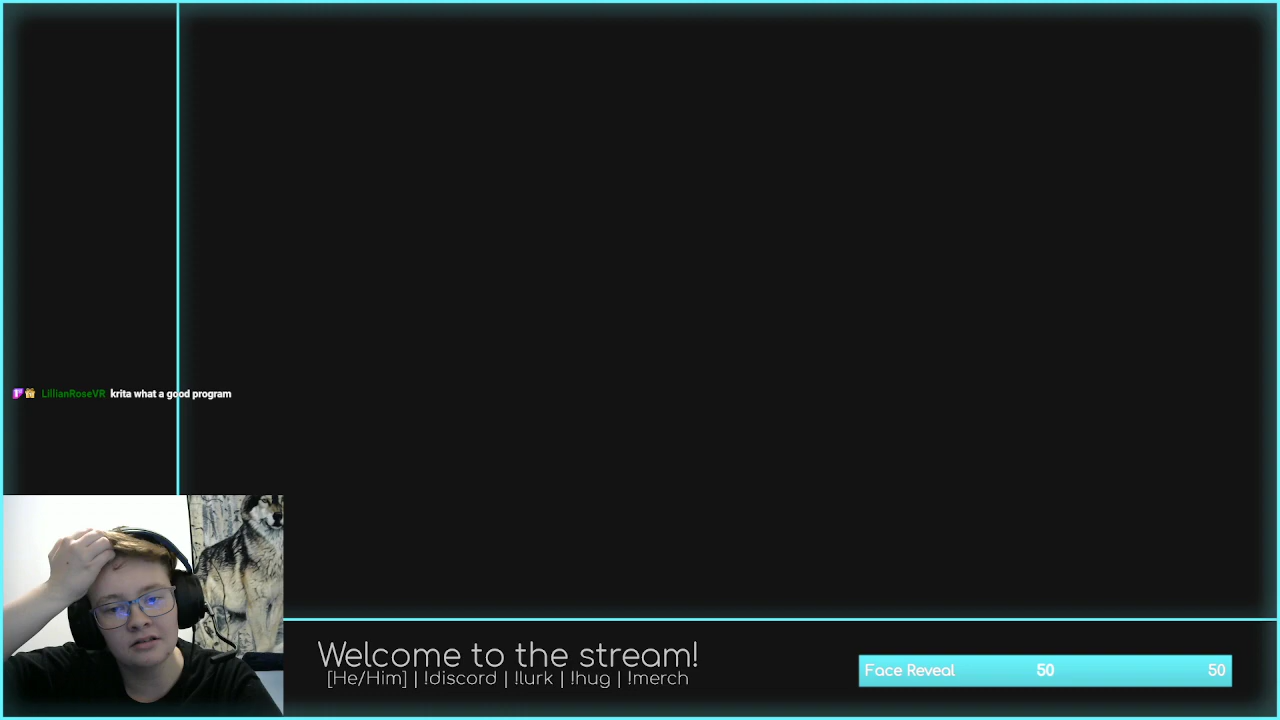 LillianRoseVR krita what a good program
Welcome to the stream!
[He/Him] | !discord | !lurk | !hug | !merch
Face Reveal 50 50